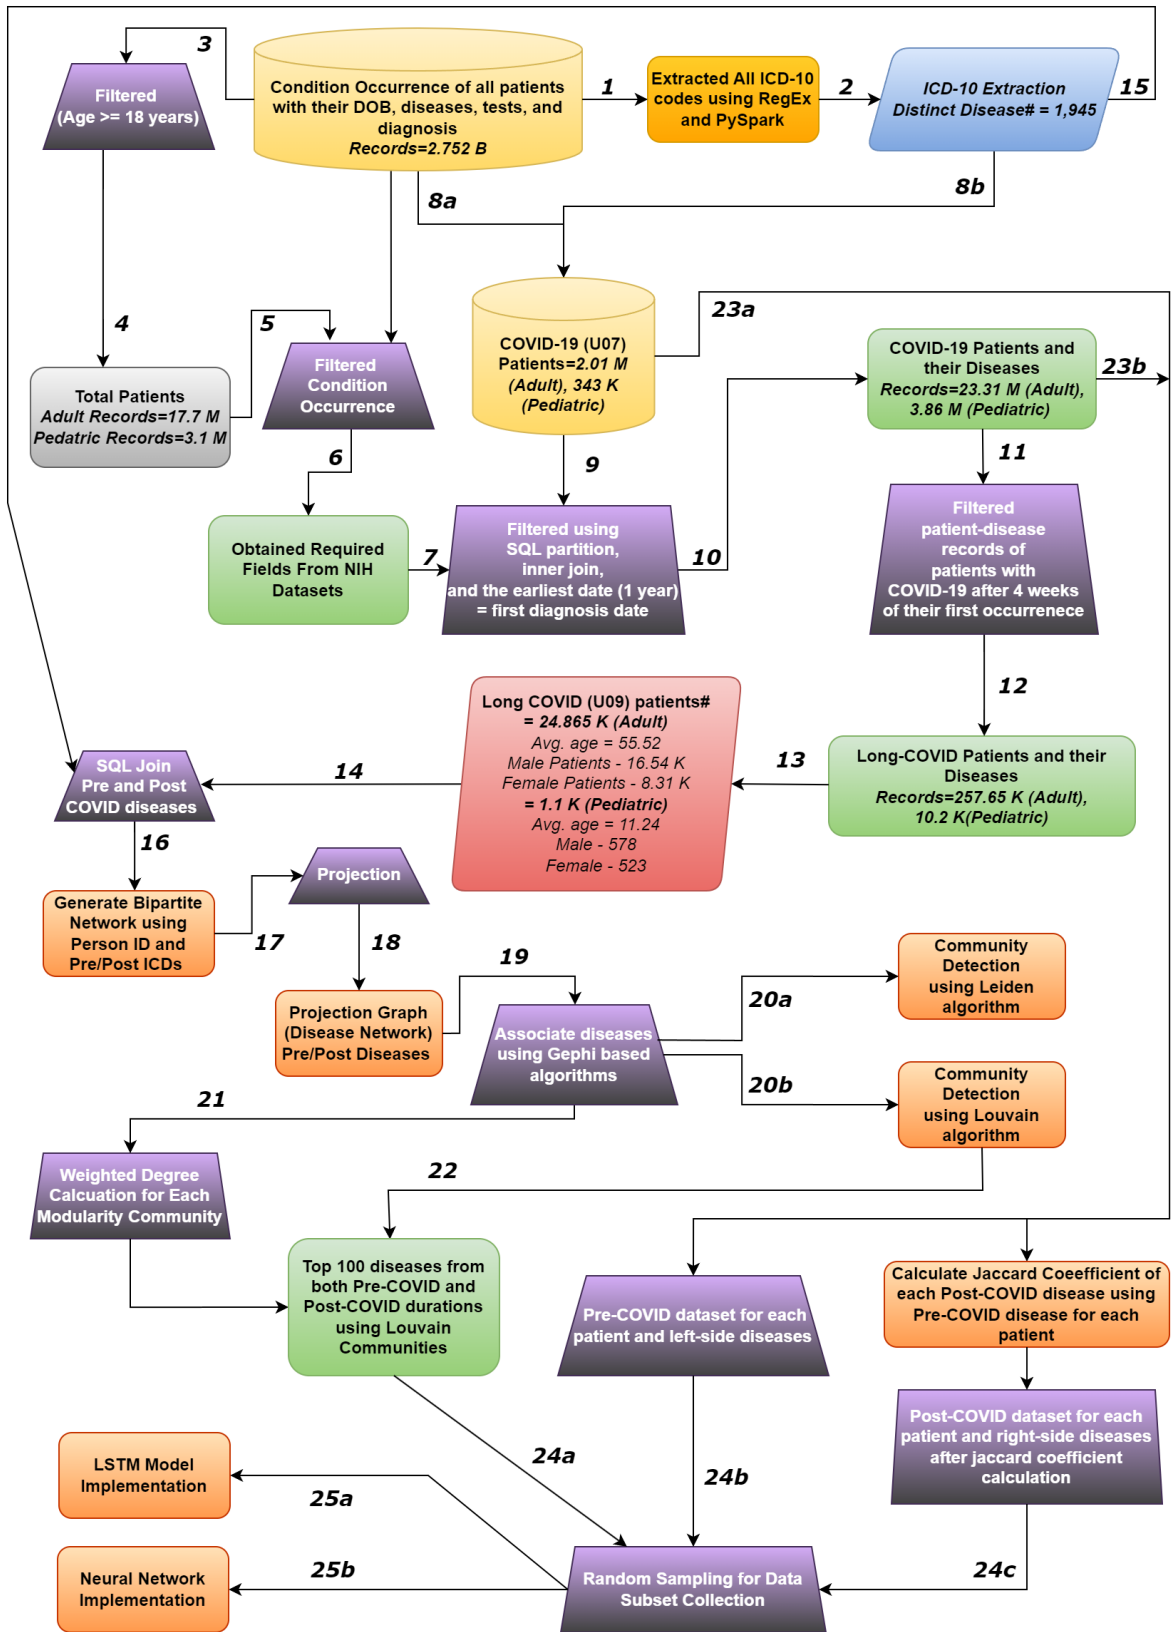 3
Filtered
(Age >= 18 years)
Condition Occurrence of all patients
with their DOB, diseases, tests, and
diagnosis
Records=2.752 B
1
Extracted All ICD-10
codes using RegEx
and PySpark
2
ICD-10 Extraction
Distinct Disease# = 1,945
15
8a
8b
4
5
Total Patients
Adult Records=17.7 M
Pedatric Records=3.1 M
Filtered
Condition
Occurrence
COVID-19 (U07)
Patients=2.01 M
(Adult), 343 K
(Pediatric)
23a
COVID-19 Patients and
their Diseases
Records=23.31 M (Adult),
3.86 M (Pediatric)
23b
6
9
11
Obtained Required
Fields From NIH
Datasets
7
Filtered using
SQL partition,
inner join,
and the earliest date (1 year)
= first diagnosis date
10
Filtered
patient-disease
records of
patients with
COVID-19 after 4 weeks
of their first occurrenece
12
Long COVID (U09) patients#
= 24.865 K (Adult)
Avg. age = 55.52
Male Patients - 16.54 K
Female Patients - 8.31 K
= 1.1 K (Pediatric)
Avg. age = 11.24
Male - 578
Female - 523
13
Long-COVID Patients and their
Diseases
Records=257.65 K (Adult),
10.2 K(Pediatric)
14
SQL Join
Pre and Post
COVID diseases
16
Generate Bipartite
Network using
Person ID and
Pre/Post ICDs
17
Projection
18
Projection Graph
(Disease Network)
Pre/Post Diseases
19
Associate diseases
using Gephi based
algorithms
20a
Community
Detection
using Leiden
algorithm
20b
Community
Detection
using Louvain
algorithm
21
Weighted Degree
Calcuation for Each
Modularity Community
22
Top 100 diseases from
both Pre-COVID and
Post-COVID durations
using Louvain
Communities
Pre-COVID dataset for each
patient and left-side diseases
Calculate Jaccard Coeefficient of
each Post-COVID disease using
Pre-COVID disease for each
patient
Post-COVID dataset for each
patient and right-side diseases
after jaccard coefficient
calculation
24a
24b
24c
LSTM Model
Implementation
25a
Neural Network
Implementation
25b
Random Sampling for Data
Subset Collection